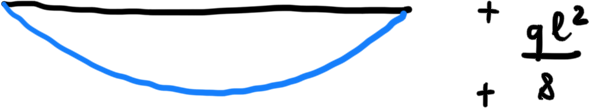 + qℓ²
+ 8